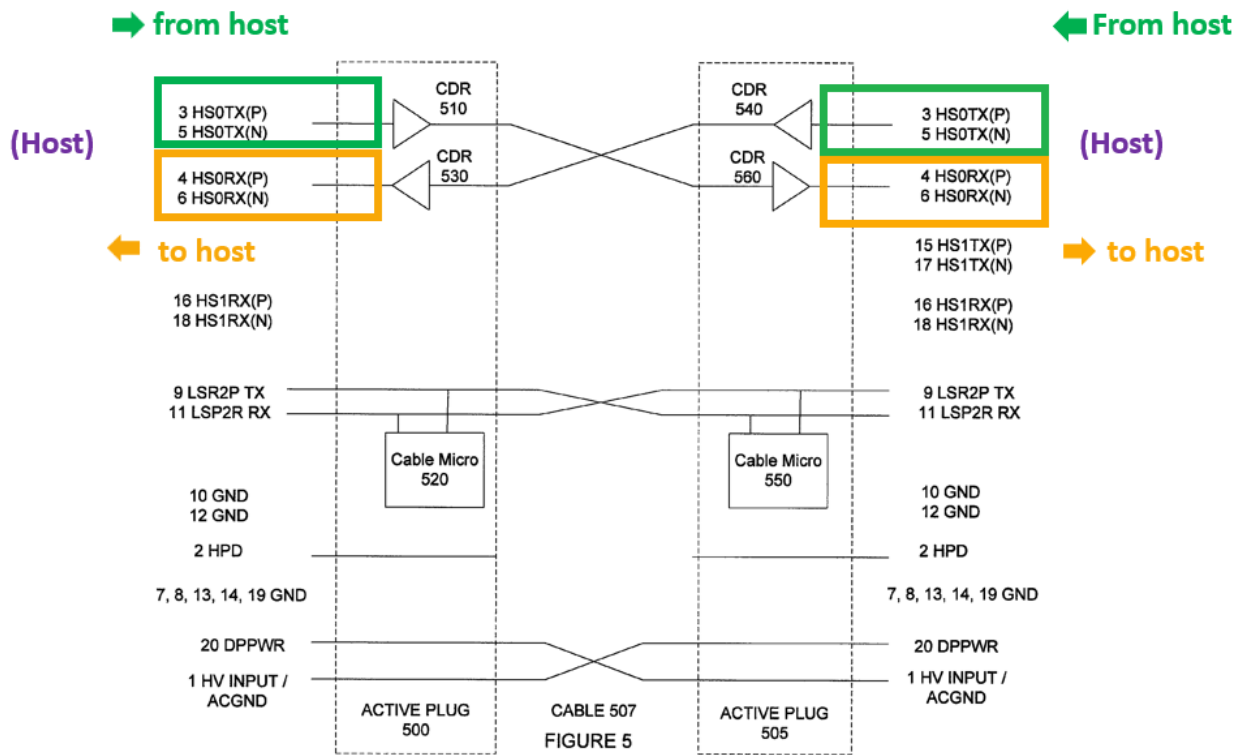 from host
From host
(Host)
3 HS0TX(P)
5 HS0TX(N)
CDR
510
CDR
540
3 HS0TX(P)
5 HS0TX(N)
(Host)
4 HS0RX(P)
6 HS0RX(N)
CDR
530
CDR
560
4 HS0RX(P)
6 HS0RX(N)
to host
15 HS1TX(P)
17 HS1TX(N)
to host
16 HS1RX(P)
18 HS1RX(N)
16 HS1RX(P)
18 HS1RX(N)
9 LSR2P TX
11 LSP2R RX
9 LSR2P TX
11 LSP2R RX
Cable Micro
520
Cable Micro
550
10 GND
12 GND
10 GND
12 GND
2 HPD
2 HPD
7, 8, 13, 14, 19 GND
7, 8, 13, 14, 19 GND
20 DPPWR
20 DPPWR
1 HV INPUT /
ACGND
1 HV INPUT /
ACGND
ACTIVE PLUG
500
CABLE 507
ACTIVE PLUG
505
FIGURE 5